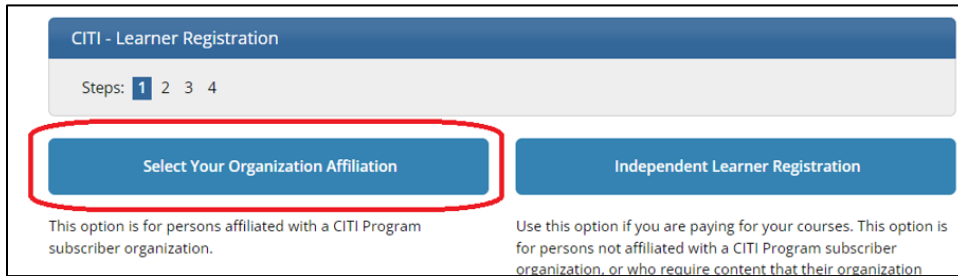 CITI - Learner Registration
Steps: 1 2 3 4
Select Your Organization Affiliation
This option is for persons affiliated with a CITI Program
subscriber organization.
Independent Learner Registration
Use this option if you are paying for your courses. This option is
for persons not affiliated with a CITI Program subscriber
organization, or who require content that their organization